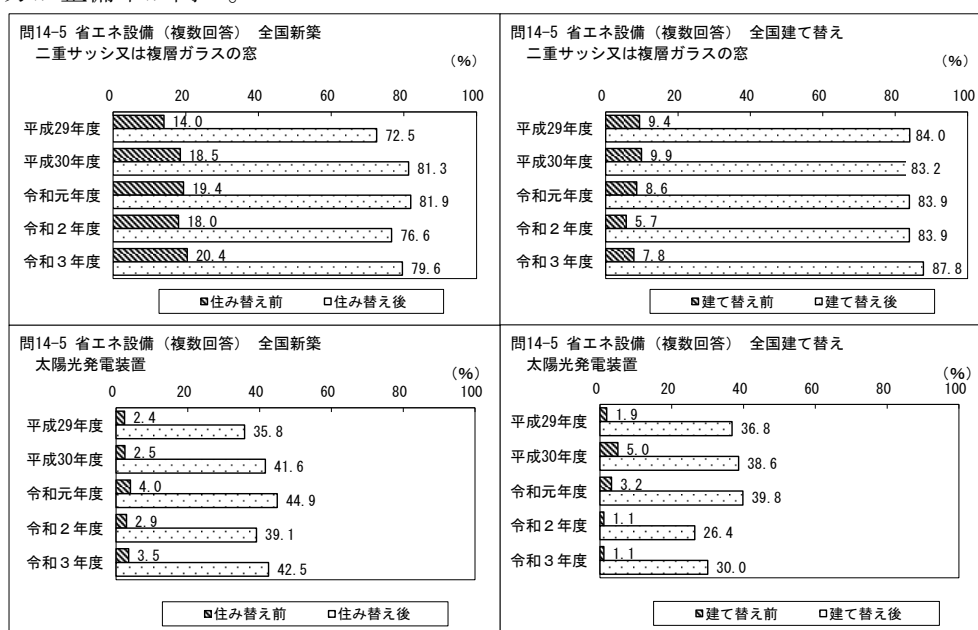 問14-5 省エネ設備（複数回答） 全国新築
二重サッシ又は複層ガラスの窓
（%）
0 20 40 60 80 100
平成29年度 14.0 72.5
平成30年度 18.5 81.3
令和元年度 19.4 81.9
令和２年度 18.0 76.6
令和３年度 20.4 79.6
住み替え前 住み替え後
問14-5 省エネ設備（複数回答） 全国建て替え
二重サッシ又は複層ガラスの窓
（%）
0 20 40 60 80 100
平成29年度 9.4 84.0
平成30年度 9.9 83.2
令和元年度 8.6 83.9
令和２年度 5.7 83.9
令和３年度 7.8 87.8
建て替え前 建て替え後
問14-5 省エネ設備（複数回答） 全国新築
太陽光発電装置
（%）
0 20 40 60 80 100
平成29年度 2.4 35.8
平成30年度 2.5 41.6
令和元年度 4.0 44.9
令和２年度 2.9 39.1
令和３年度 3.5 42.5
住み替え前 住み替え後
問14-5 省エネ設備（複数回答） 全国建て替え
太陽光発電装置
（%）
0 20 40 60 80 100
平成29年度 1.9 36.8
平成30年度 5.0 38.6
令和元年度 3.2 39.8
令和２年度 1.1 26.4
令和３年度 1.1 30.0
建て替え前 建て替え後